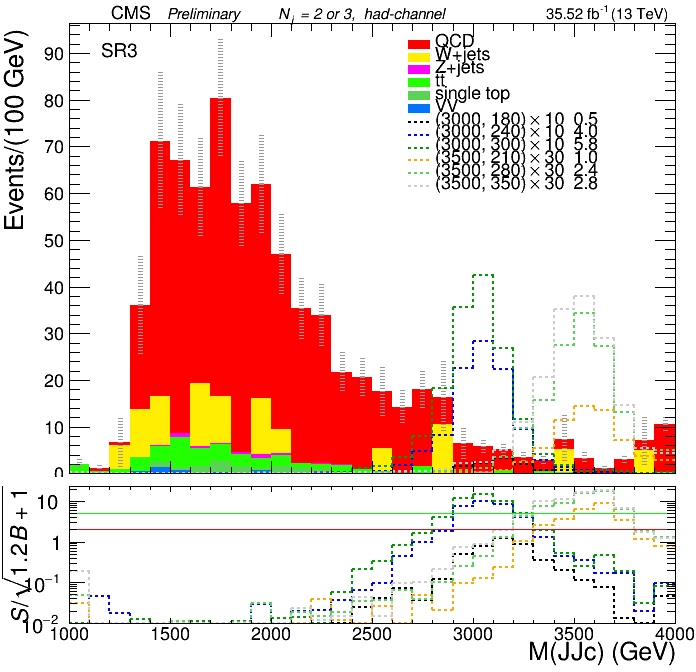 CMS Preliminary N_j = 2 or 3, had-channel 35.52 fb⁻¹ (13 TeV)
SR3
Events/(100 GeV)
90
80
70
60
50
40
30
20
10
0
QCD
W+jets
Z+jets
tt
single top
VV
(3000, 180) × 10 0.5
(3000, 240) × 10 4.0
(3000, 300) × 10 5.8
(3500, 210) × 30 1.0
(3500, 280) × 30 2.4
(3500, 350) × 30 2.8
S/√1.2B + 1
10
1
10⁻¹
10⁻²
1000 1500 2000 2500 3000 3500 4000
M(JJc) (GeV)